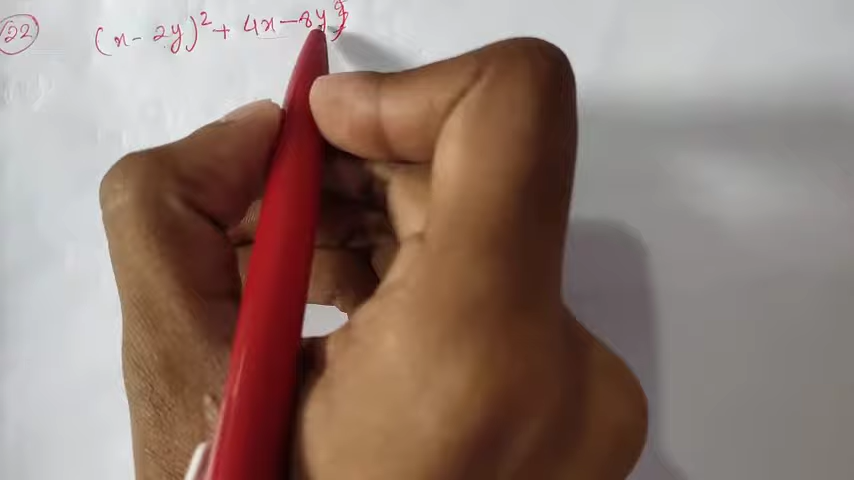 22 (x - 2y)² + 4x - 8y